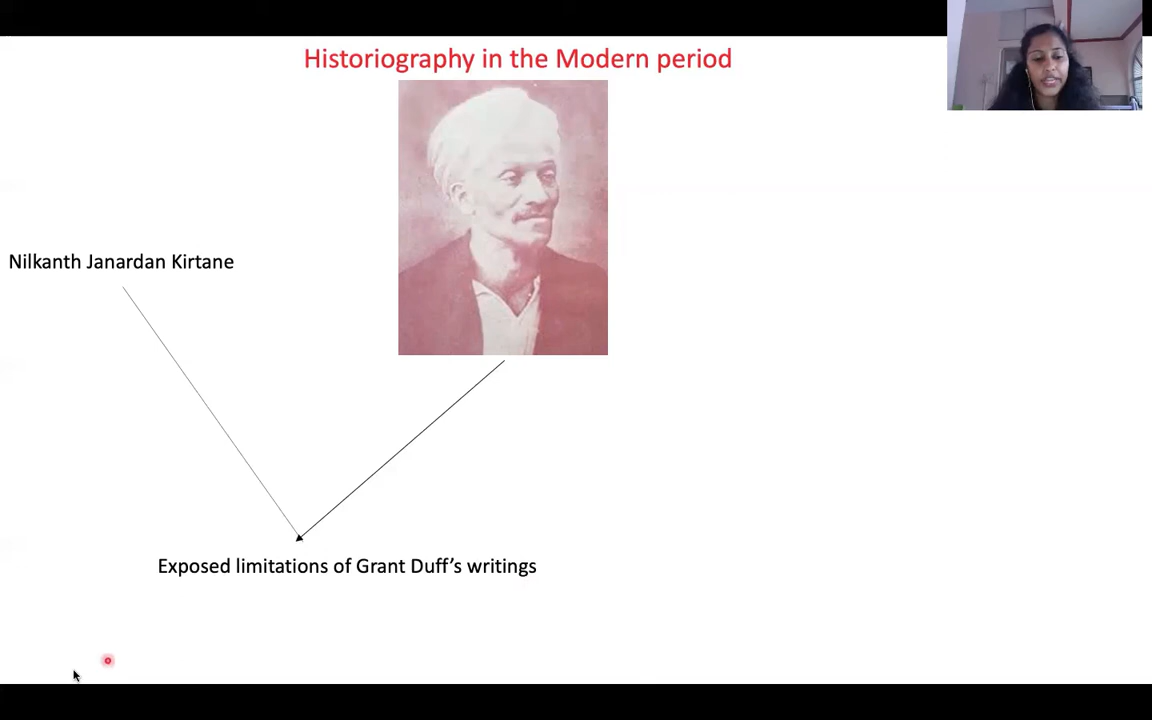 Historiography in the Modern period
Nilkanth Janardan Kirtane
Exposed limitations of Grant Duff’s writings